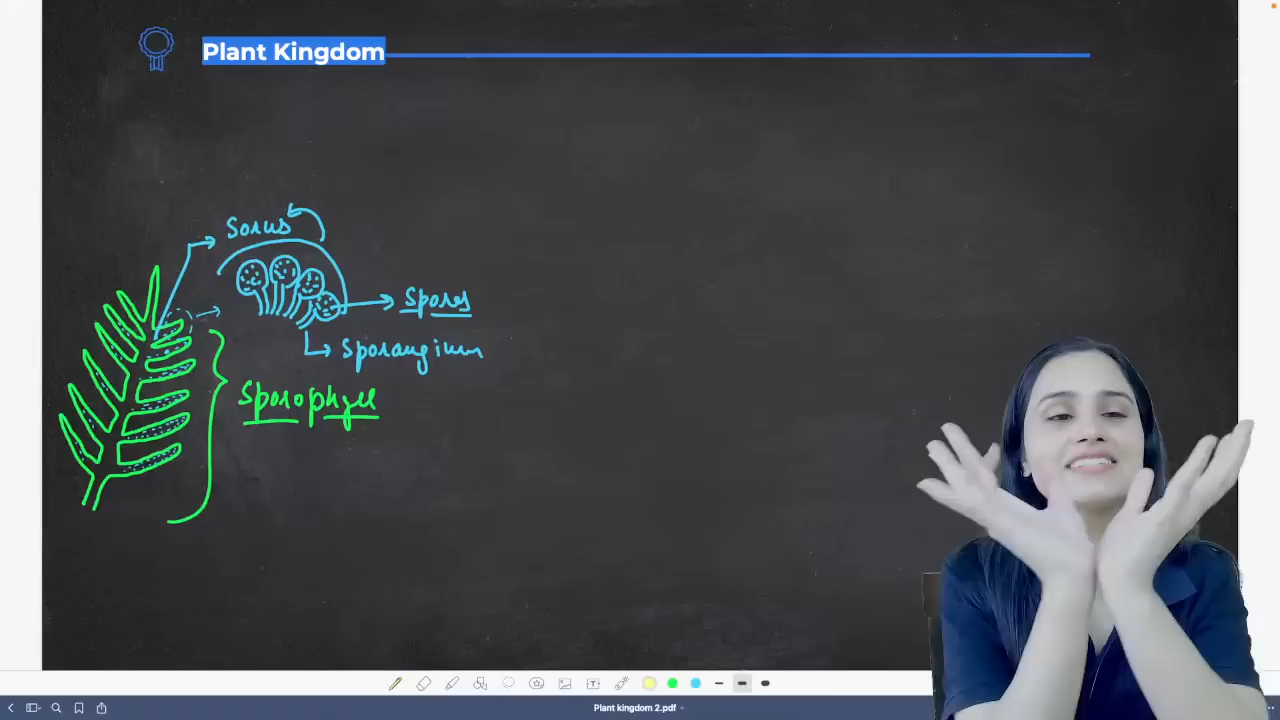 Plant Kingdom
Sorus
Spores
Sporangium
Sporophyll
Plant kingdom 2.pdf